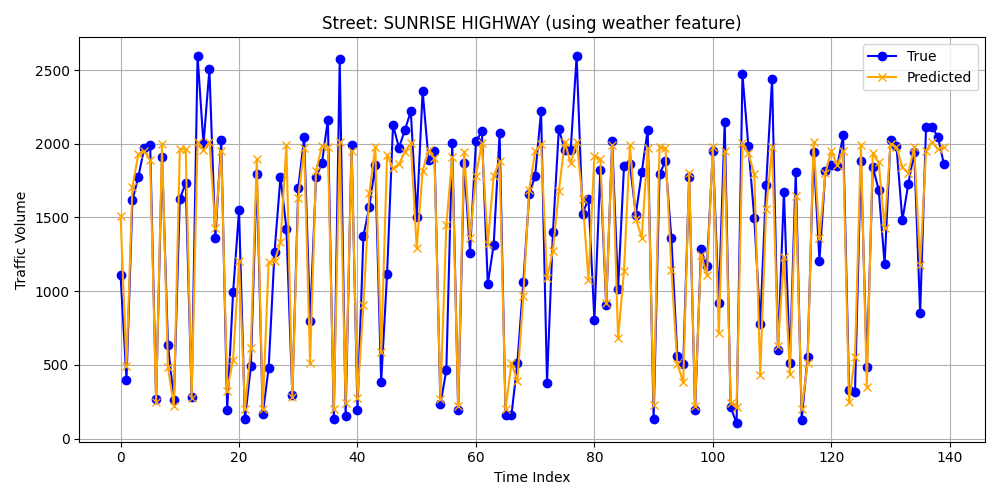 Street: SUNRISE HIGHWAY (using weather feature)
True
Predicted
Traffic Volume
2500
2000
1500
1000
500
0
0 20 40 60 80 100 120 140
Time Index